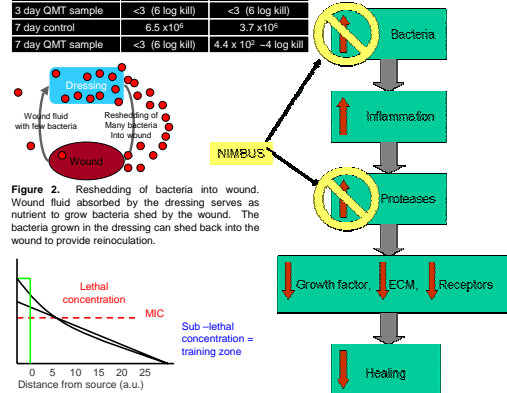 3 day QMT sample <3 (6 log kill) <3 (6 log kill)
7 day control 6.5 x10⁶ 3.7 x10⁶
7 day QMT sample <3 (6 log kill) 4.4 x 10² ~4 log kill
Dressing
Wound fluid
with few bacteria
Reshedding of
Many bacteria
Into wound
Wound
Figure 2. Reshedding of bacteria into wound.
Wound fluid absorbed by the dressing serves as
nutrient to grow bacteria shed by the wound. The
bacteria grown in the dressing can shed back into the
wound to provide reinoculation.
Lethal
concentration
MIC
Sub –lethal
concentration =
training zone
0 5 10 15 20 25
Distance from source (a.u.)
NIMBUS
Bacteria
Inflammation
Proteases
Growth factor, ECM, Receptors
Healing